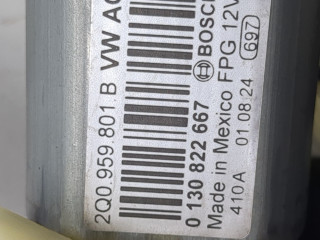 2Q0.959.801.B VW AG
0 130 822 667 BOSCH
Made in Mexico FPG 12V
410A 01.08.24 697